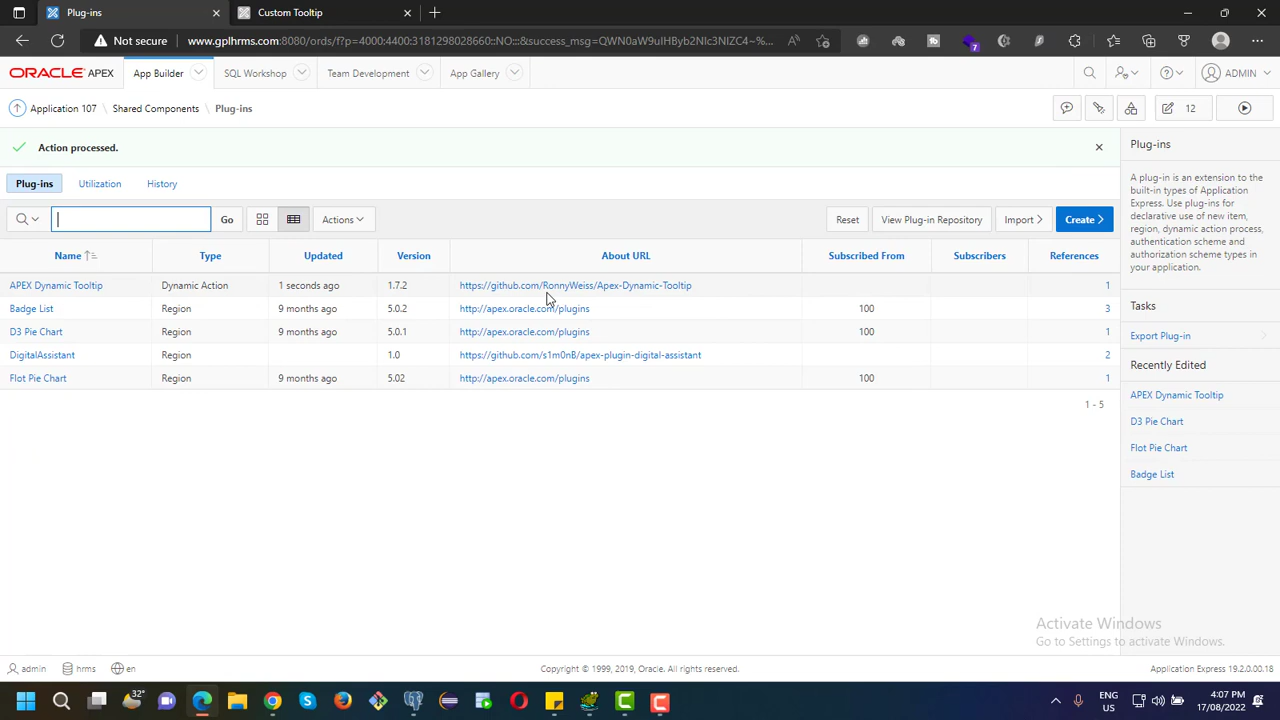 Plug-ins
Custom Tooltip
Not secure www.gplhrms.com:8080/ords/f?p=4000:4400:3181298028660::NO:::&success_msg=QWN0aW9uIHByb2Nlc3NlZC4~%...
7
ORACLE APEX App Builder SQL Workshop Team Development App Gallery ADMIN
Application 107 \ Shared Components \ Plug-ins 12
Action processed.
Plug-ins Utilization History
Go Actions Reset View Plug-in Repository Import Create
Name Type Updated Version About URL Subscribed From Subscribers References
APEX Dynamic Tooltip Dynamic Action 1 seconds ago 1.7.2 https://github.com/RonnyWeiss/Apex-Dynamic-Tooltip 1
Badge List Region 9 months ago 5.0.2 http://apex.oracle.com/plugins 100 3
D3 Pie Chart Region 9 months ago 5.0.1 http://apex.oracle.com/plugins 100 1
DigitalAssistant Region 1.0 https://github.com/s1m0nB/apex-plugin-digital-assistant 2
Flot Pie Chart Region 9 months ago 5.02 http://apex.oracle.com/plugins 100 1
1 - 5
Plug-ins
A plug-in is an extension to the
built-in types of Application
Express. Use plug-ins for
declarative use of new item,
region, dynamic action, process,
authentication scheme and
authorization scheme types in
your application.
Tasks
Export Plug-in
Recently Edited
APEX Dynamic Tooltip
D3 Pie Chart
Flot Pie Chart
Badge List
Activate Windows
Go to Settings to activate Windows.
admin hrms en Copyright © 1999, 2019, Oracle. All rights reserved. Application Express 19.2.0.00.18
32°
ENG
US
4:07 PM
17/08/2022